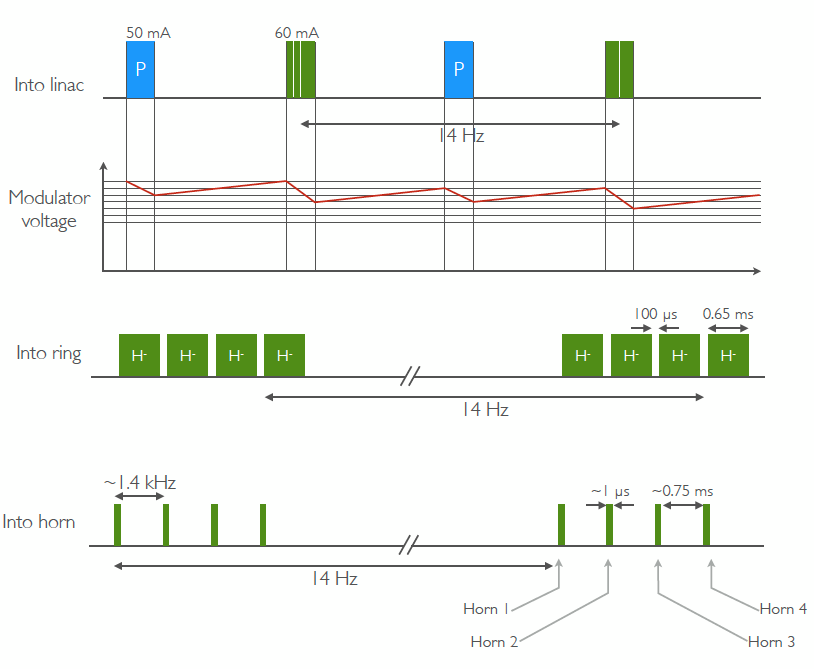 50 mA
60 mA
P
P
Into linac
14 Hz
Modulator
voltage
100 µs
0.65 ms
Into ring
H-
H-
H-
H-
H-
H-
H-
H-
14 Hz
~1.4 kHz
~1 µs
~0.75 ms
Into horn
14 Hz
Horn 1
Horn 4
Horn 2
Horn 3